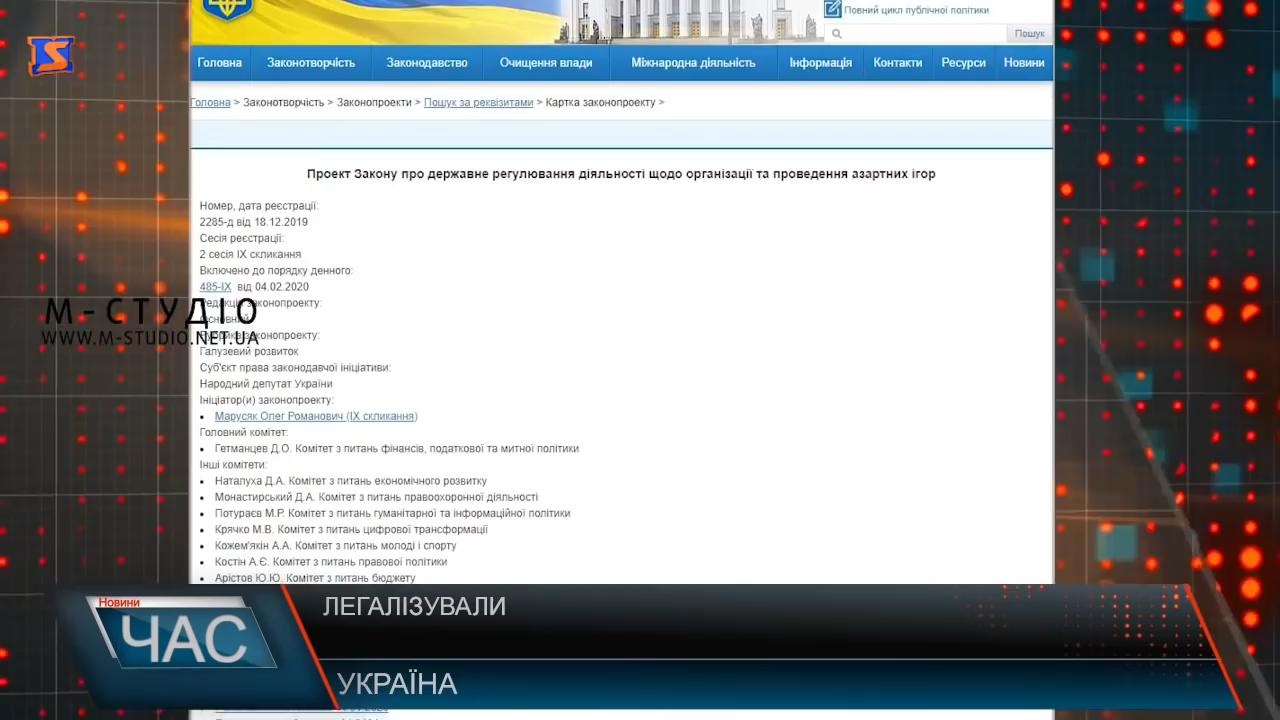 Повний цикл публічної політики
Пошук
Головна Законотворчість Законодавство Очищення влади Міжнародна діяльність Інформація Контакти Ресурси Новини
Головна > Законотворчість > Законопроекти > Пошук за реквізитами > Картка законопроекту >
Проект Закону про державне регулювання діяльності щодо організації та проведення азартних ігор
Номер, дата реєстрації:
2285-д від 18.12.2019
Сесія реєстрації:
2 сесія IX скликання
Включено до порядку денного:
485-IX від 04.02.2020
Редакція законопроекту:
М-СТУДІО
Основний
Рубрика законопроекту:
WWW.M-STUDIO.NET.UA
Галузевий розвиток
Суб'єкт права законодавчої ініціативи:
Народний депутат України
Ініціатор(и) законопроекту:
• Марусяк Олег Романович (IX скликання)
Головний комітет:
• Гетманцев Д.О. Комітет з питань фінансів, податкової та митної політики
Інші комітети:
• Наталуха Д.А. Комітет з питань економічного розвитку
• Монастирський Д.А. Комітет з питань правоохоронної діяльності
• Потураєв М.Р. Комітет з питань гуманітарної та інформаційної політики
• Крячко М.В. Комітет з питань цифрової трансформації
• Кожем'якін А.А. Комітет з питань молоді і спорту
• Костін А.Є. Комітет з питань правової політики
• Арістов Ю.Ю. Комітет з питань бюджету
Новини
ЧАС
ЛЕГАЛІЗУВАЛИ
УКРАЇНА